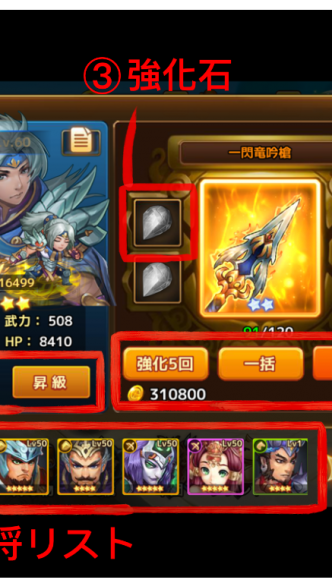 ③強化石
Lv:60
一閃竜吟槍
16499
武力： 508
HP： 8410
91/120
強化5回
一括
昇級
310800
Lv50
Lv50
Lv50
Lv50
Lv1
将リスト